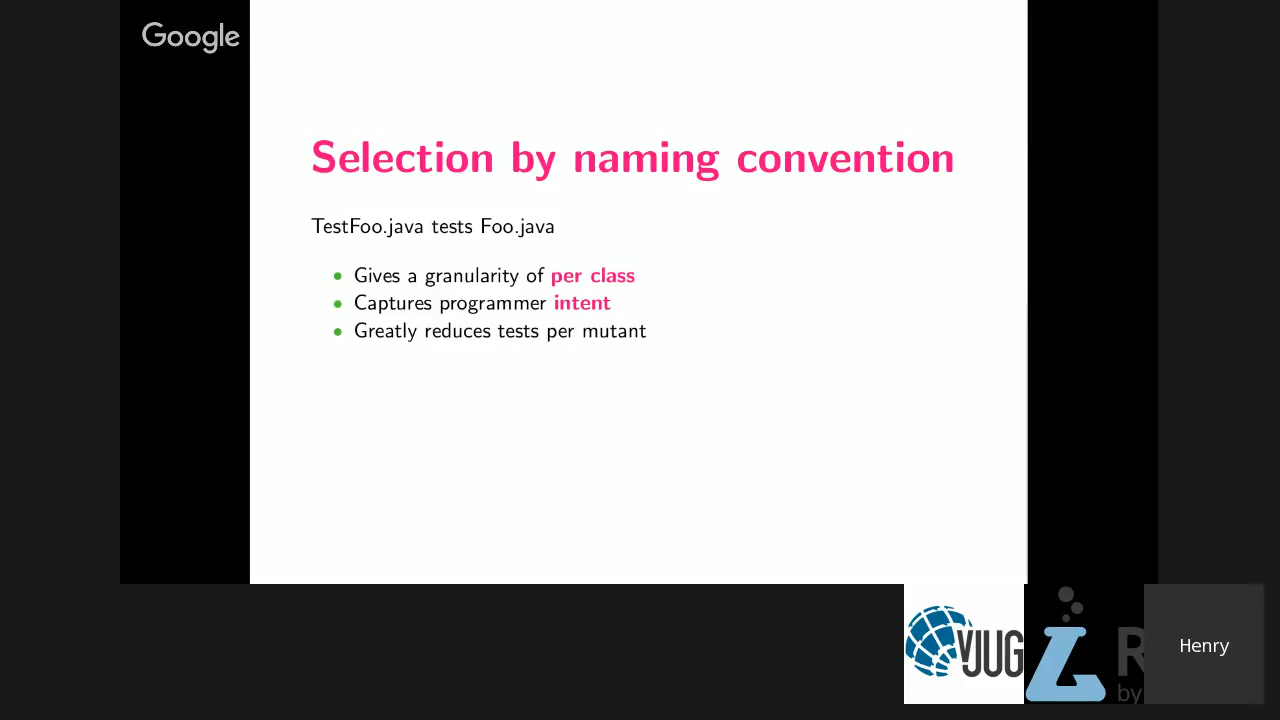 Google
Selection by naming convention
TestFoo.java tests Foo.java
Gives a granularity of per class
Captures programmer intent
Greatly reduces tests per mutant
vJUG
R
by
Henry